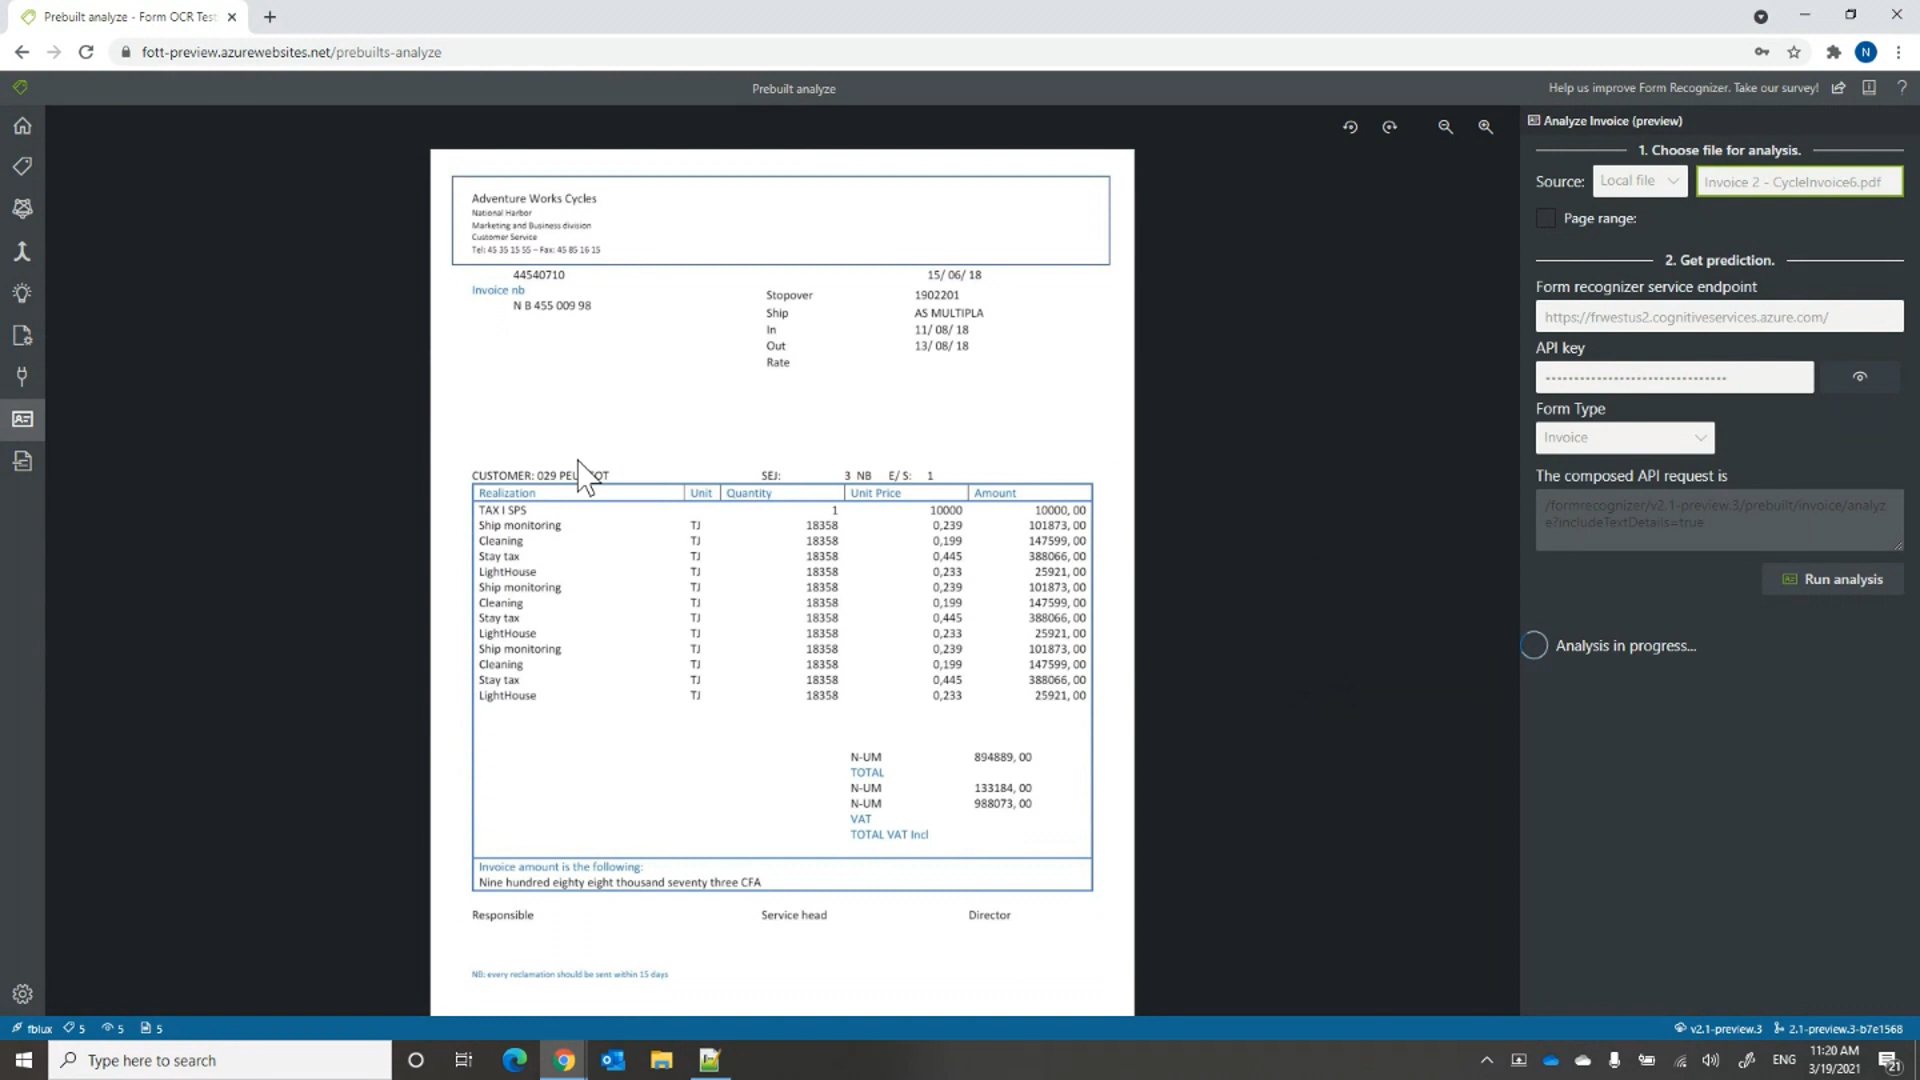 Prebuilt analyze - Form OCR Test
fott-preview.azurewebsites.net/prebuilts-analyze
N
Prebuilt analyze
Help us improve Form Recognizer. Take our survey!
?
Adventure Works Cycles
National Harbor
Marketing and Business division
Customer Service
Tel: 45 35 15 55 – Fax: 45 85 16 15
44540710
15/ 06/ 18
Invoice nb
N B 455 009 98
Stopover 1902201
Ship AS MULTIPLA
In 11/ 08/ 18
Out 13/ 08/ 18
Rate
CUSTOMER: 029 SEJ: 3 NB E/ S: 1
Realization Unit Quantity Unit Price Amount
TAX I SPS 1 10000 10000, 00
Ship monitoring TJ 18358 0,239 101873, 00
Cleaning TJ 18358 0,199 147599, 00
Stay tax TJ 18358 0,445 388066, 00
LightHouse TJ 18358 0,233 25921, 00
Ship monitoring TJ 18358 0,239 101873, 00
Cleaning TJ 18358 0,199 147599, 00
Stay tax TJ 18358 0,445 388066, 00
LightHouse TJ 18358 0,233 25921, 00
Ship monitoring TJ 18358 0,239 101873, 00
Cleaning TJ 18358 0,199 147599, 00
Stay tax TJ 18358 0,445 388066, 00
LightHouse TJ 18358 0,233 25921, 00
N-UM 894889, 00
TOTAL
N-UM 133184, 00
N-UM 988073, 00
VAT
TOTAL VAT Incl
Invoice amount is the following:
Nine hundred eighty eight thousand seventy three CFA
Responsible Service head Director
NB: every reclamation should be sent within 15 days
Analyze Invoice (preview)
1. Choose file for analysis.
Source: Local file Invoice 2 - CycleInvoice6.pdf
Page range:
2. Get prediction.
Form recognizer service endpoint
https://frwestus2.cognitiveservices.azure.com/
API key
Form Type
Invoice
The composed API request is
/formrecognizer/v2.1-preview.3/prebuilt/invoice/analyz
e?includeTextDetails=true
Run analysis
Analysis in progress...
fblux 5 5 5
v2.1-preview.3 2.1-preview.3-b7e1568
Type here to search
ENG
11:20 AM
3/19/2021
21